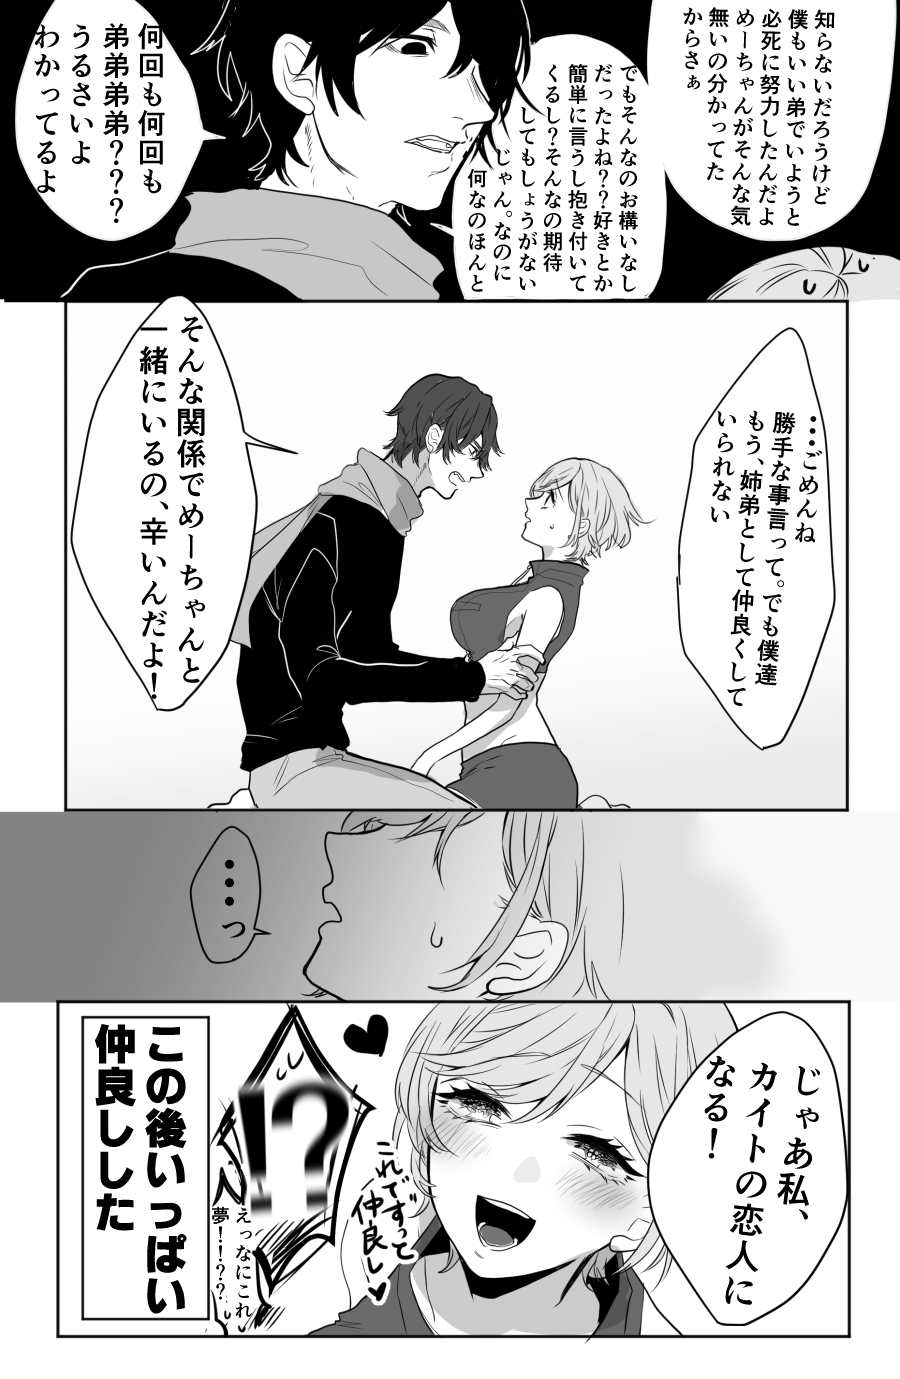 知らないだろうけど
僕もいい弟でいようと
必死に努力したんだよ
めーちゃんがそんな気
無いの分かってた
からさぁ
でもそんなのお構いなし
だったよね？？好きとか
簡単に言うし抱き付いて
くるし？そんなの期待
してもしょうがない
じゃん。なのに
何なのほんと
何回も何回も
弟弟弟弟？？？
うるさいよ
わかってるよ
…ごめんね
勝手な事言って。でも僕達
もう、姉弟として仲良くして
いられない
そんな関係でめーちゃんと
一緒にいるの、辛いんだよ！
…っ
じゃあ私、
カイトの恋人に
なる！
これでずっと
仲良し♥
!?
えっなにこれ
夢！！？？
この後いっぱい
仲良しした